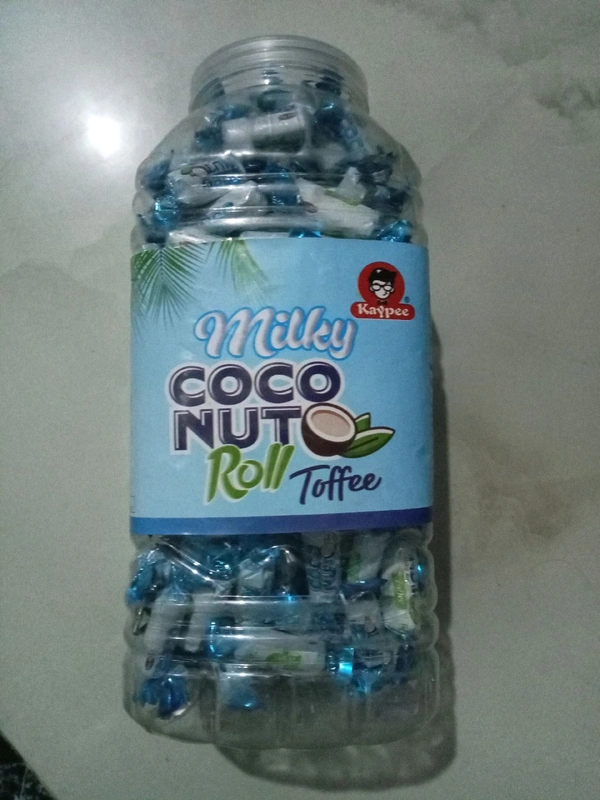 Kaypee
Milky
COCO
NUT
Roll Toffee